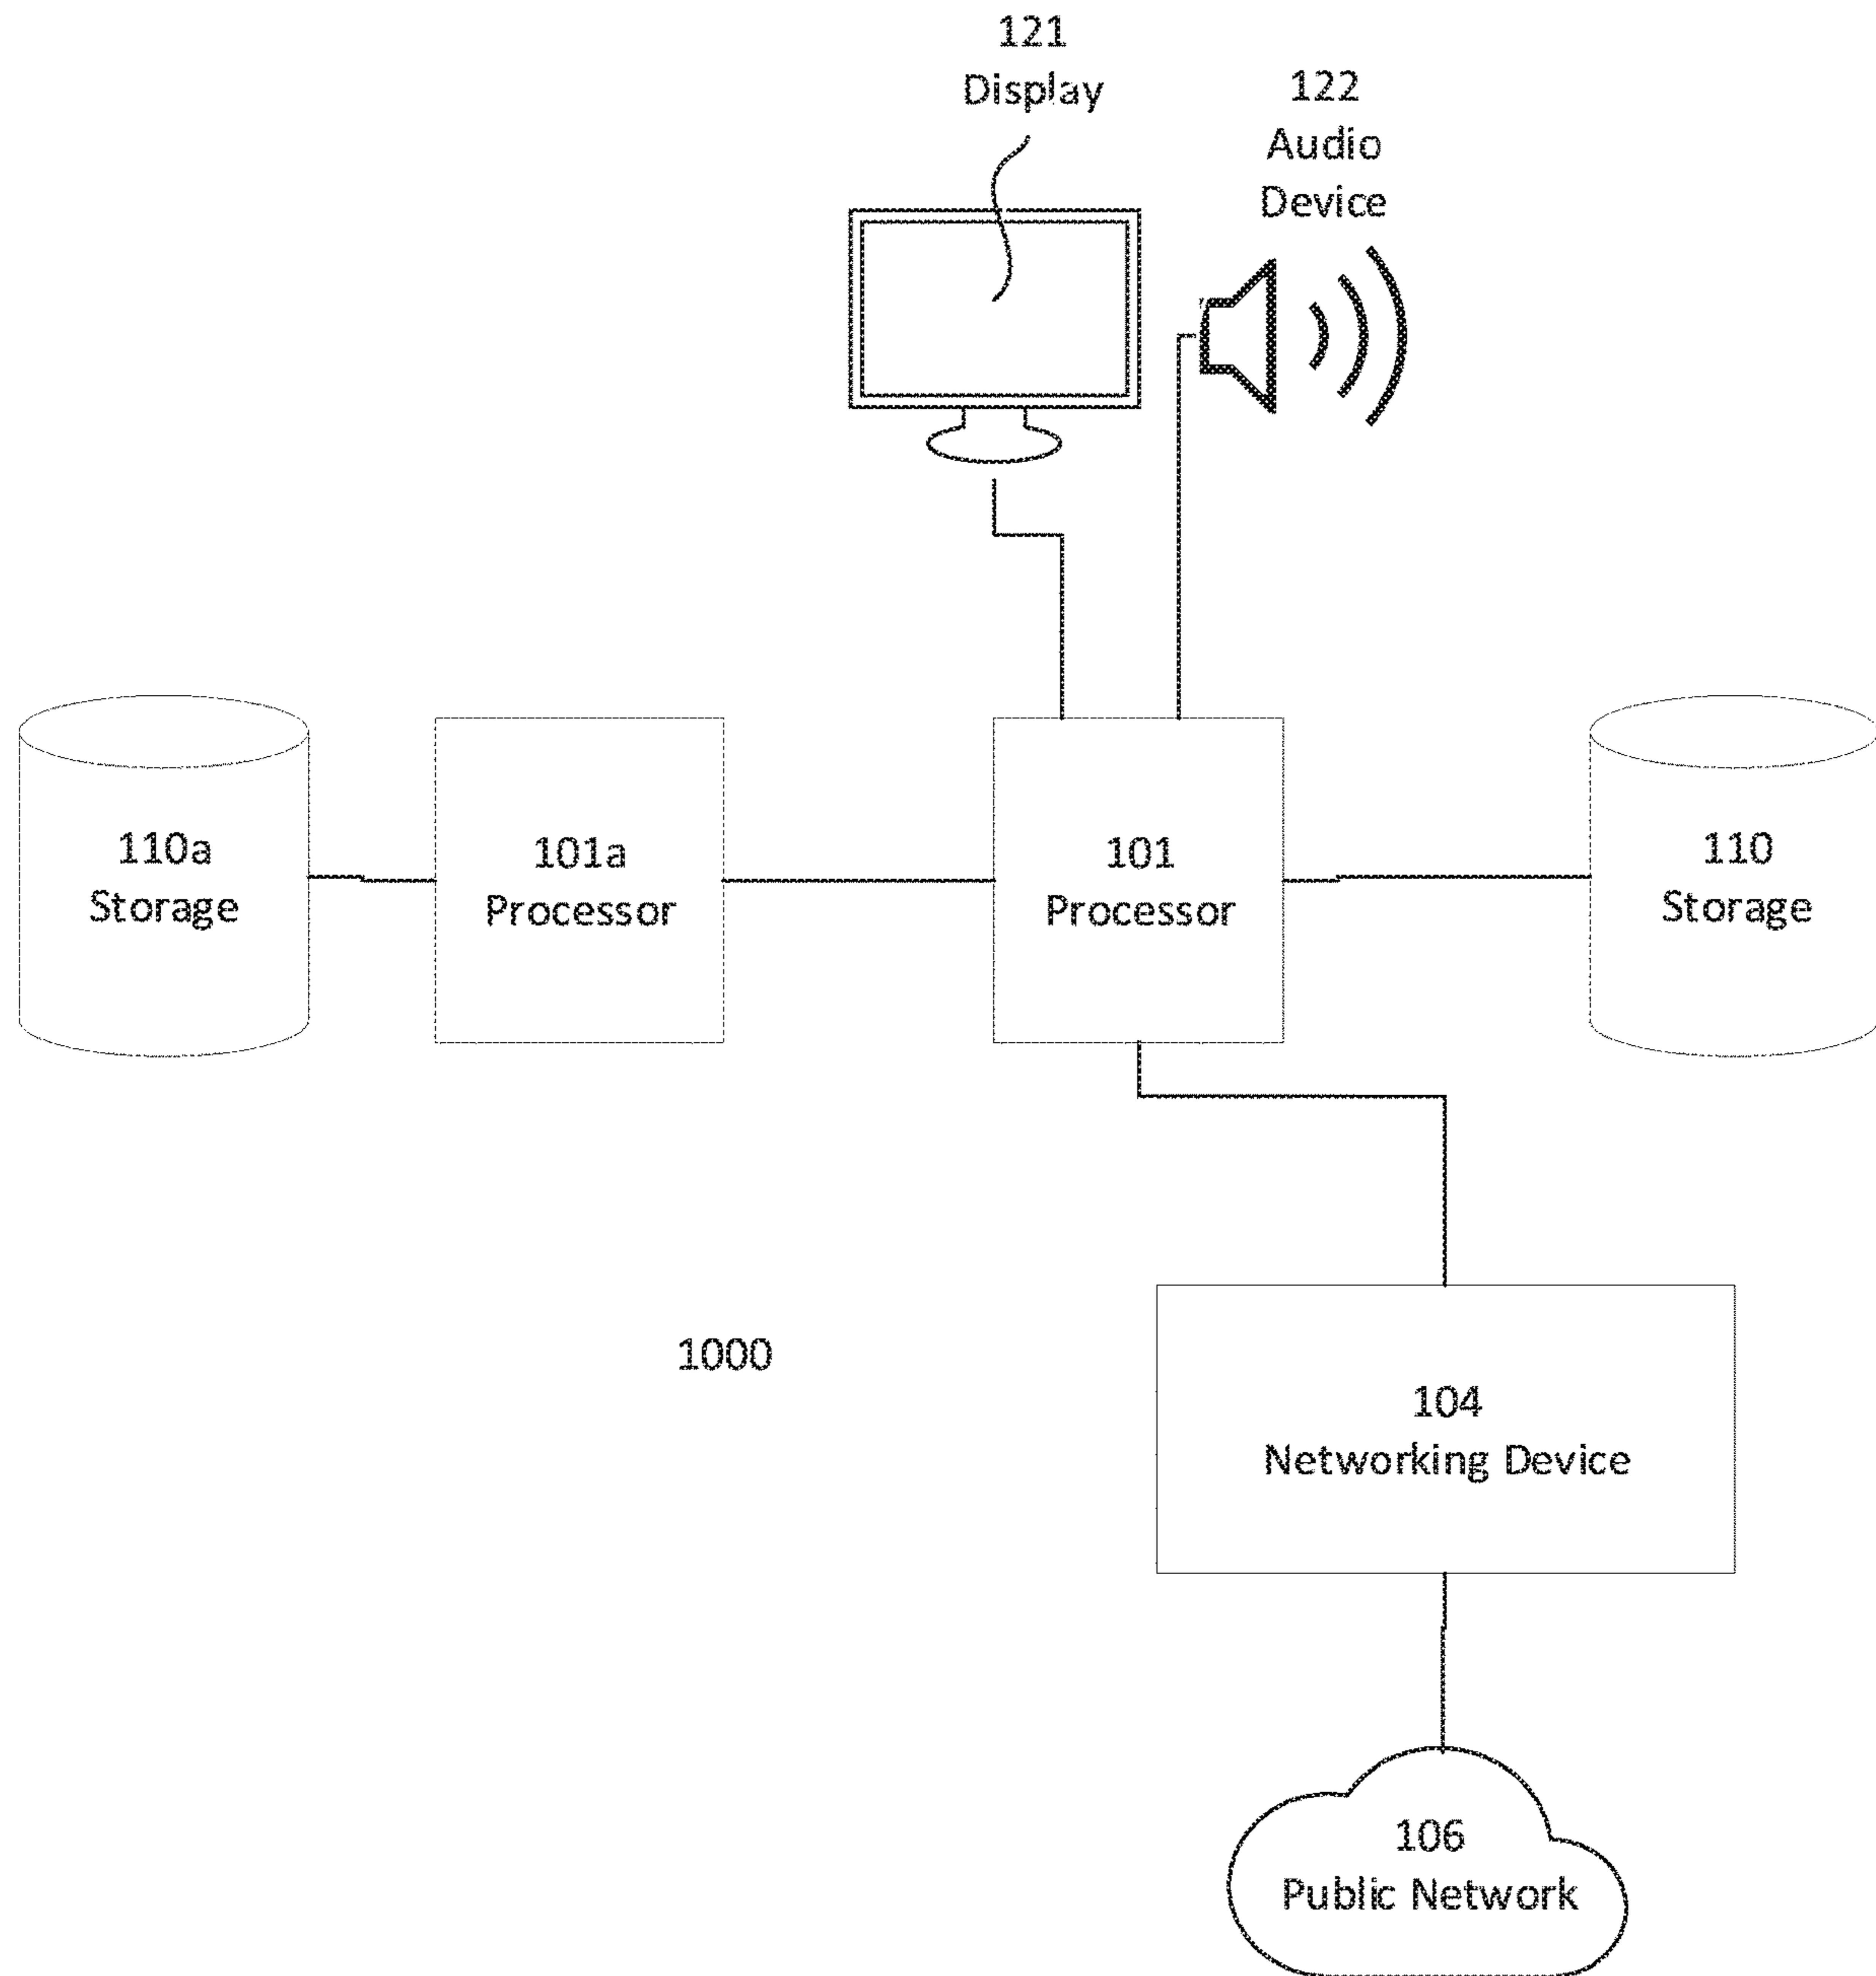 121
Display
122
Audio
Device
110a
Storage
101a
Processor
101
Processor
110
Storage
1000
104
Networking Device
106
Public Network